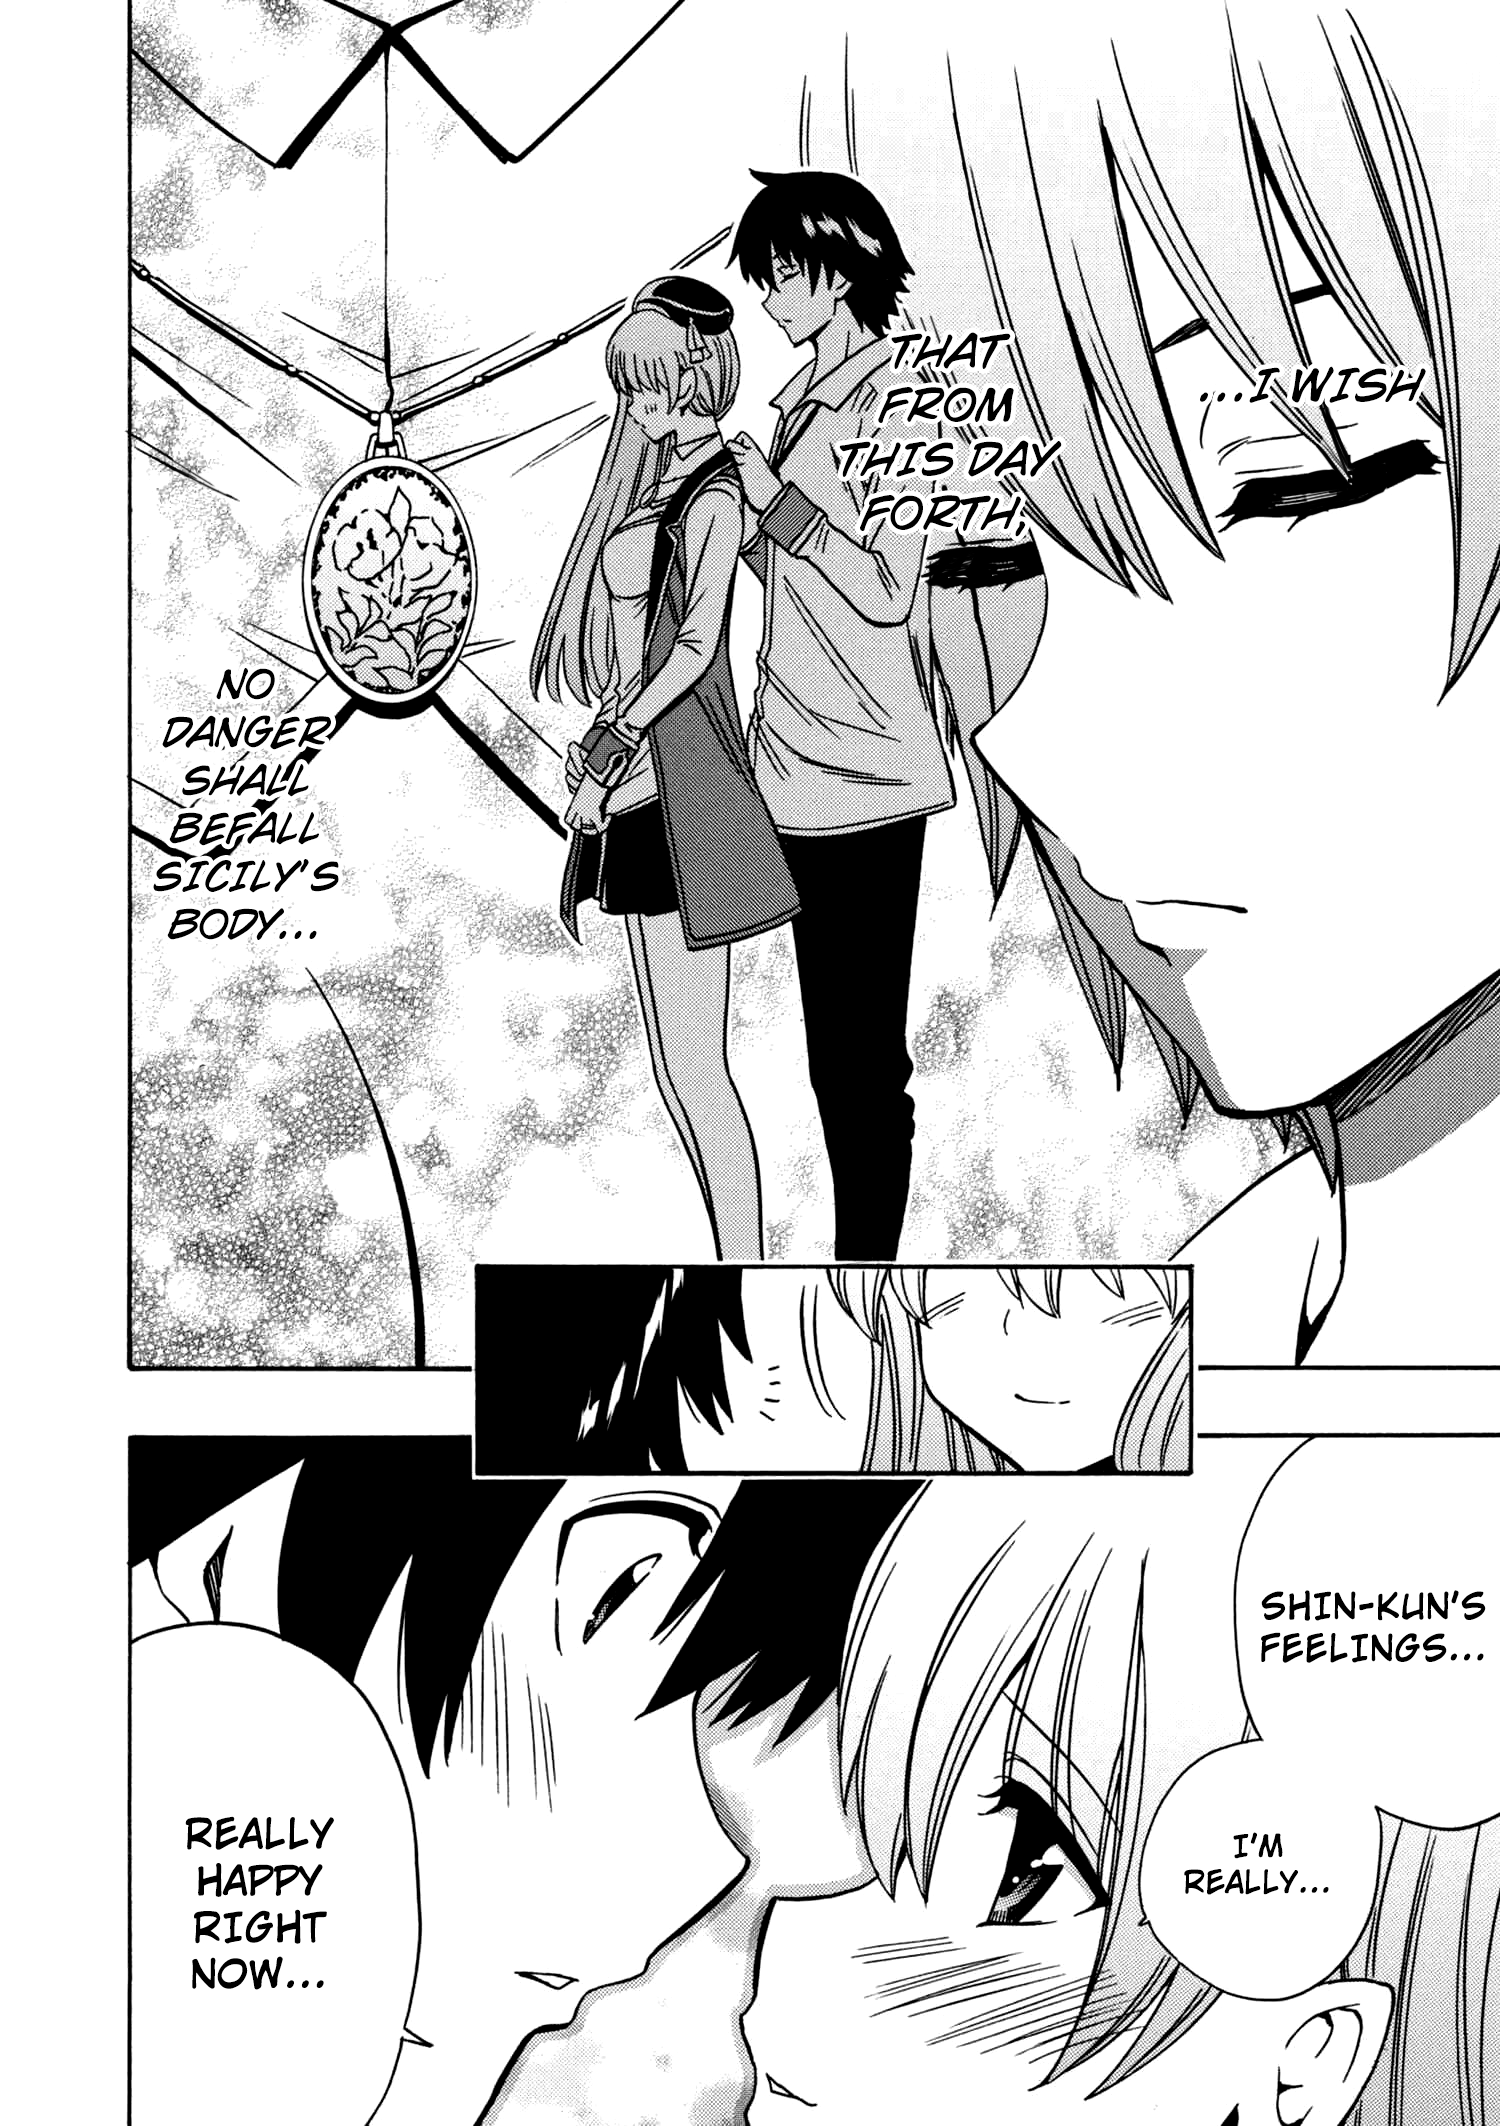 ...I WISH
THAT
FROM
THIS DAY
FORTH,
NO
DANGER
SHALL
BEFALL
SICILY'S
BODY...
SHIN-KUN'S
FEELINGS...
I'M
REALLY...
REALLY
HAPPY
RIGHT
NOW...